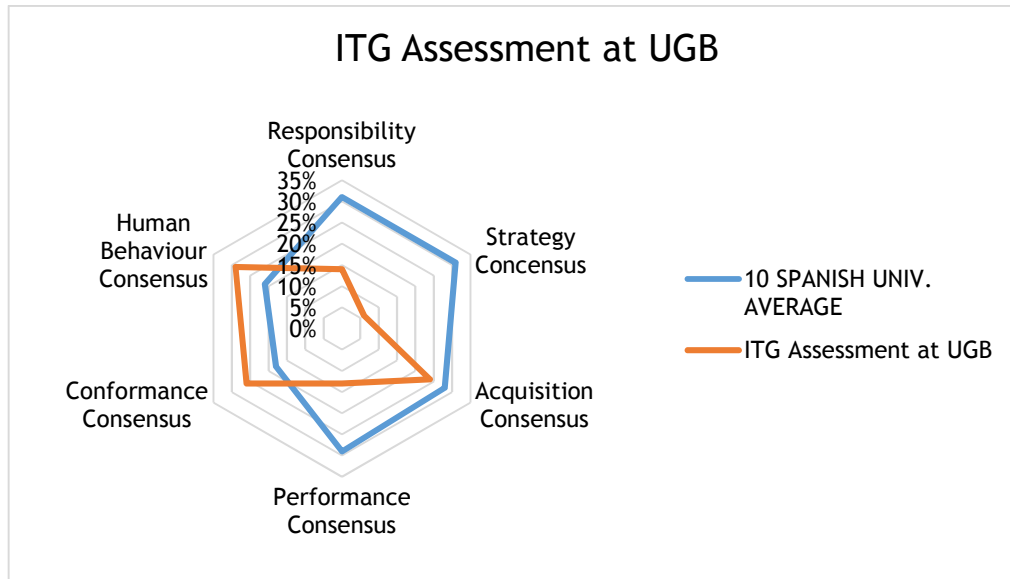 ITG Assessment at UGB
Responsibility
Consensus
35%
30%
25%
20%
15%
10%
5%
0%
Strategy
Concensus
Acquisition
Consensus
Performance
Consensus
Conformance
Consensus
Human
Behaviour
Consensus
10 SPANISH UNIV.
AVERAGE
ITG Assessment at UGB